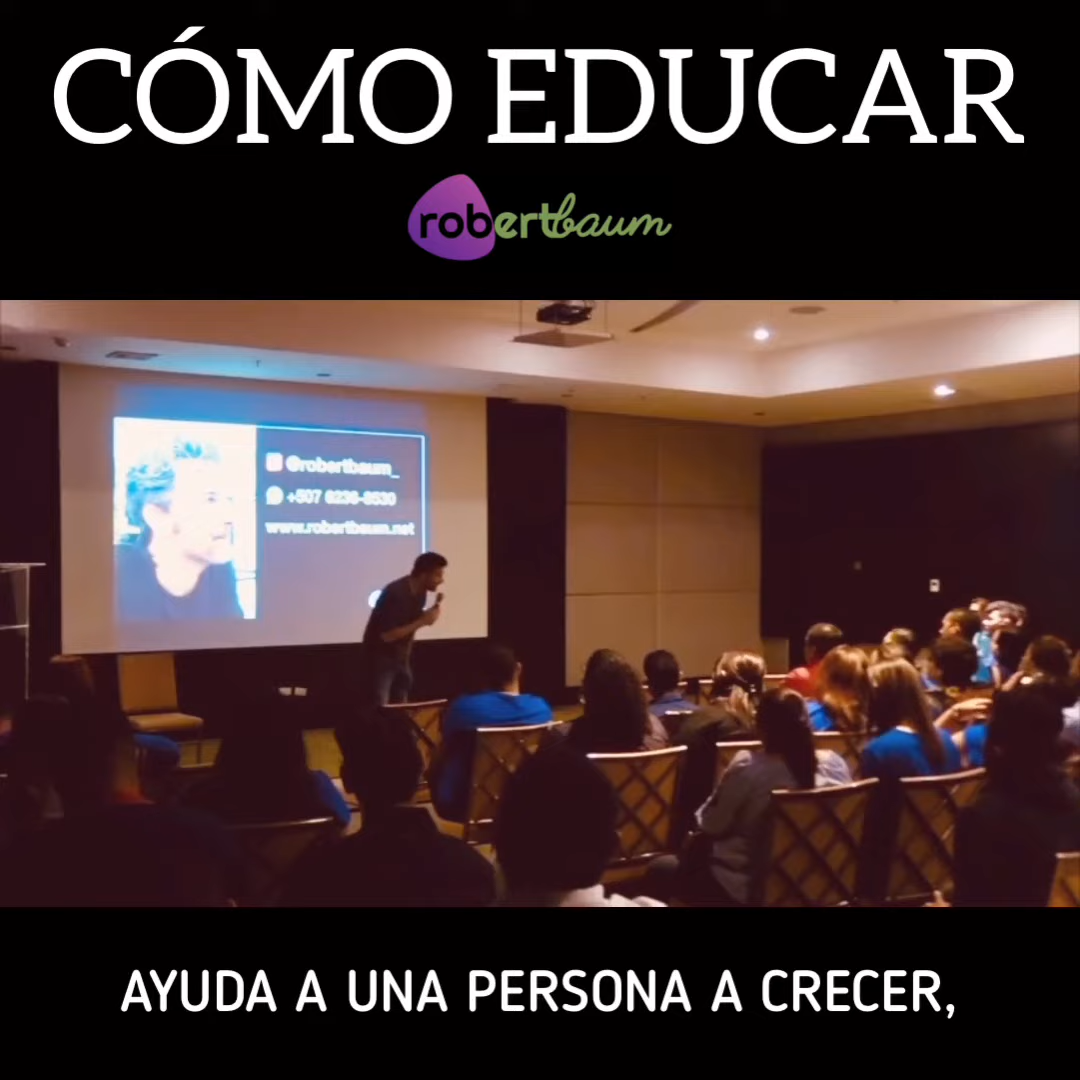 CÓMO EDUCAR
robertbaum
@robertbaum_
+507 6236-8530
www.robertbaum.net
AYUDA A UNA PERSONA A CRECER,